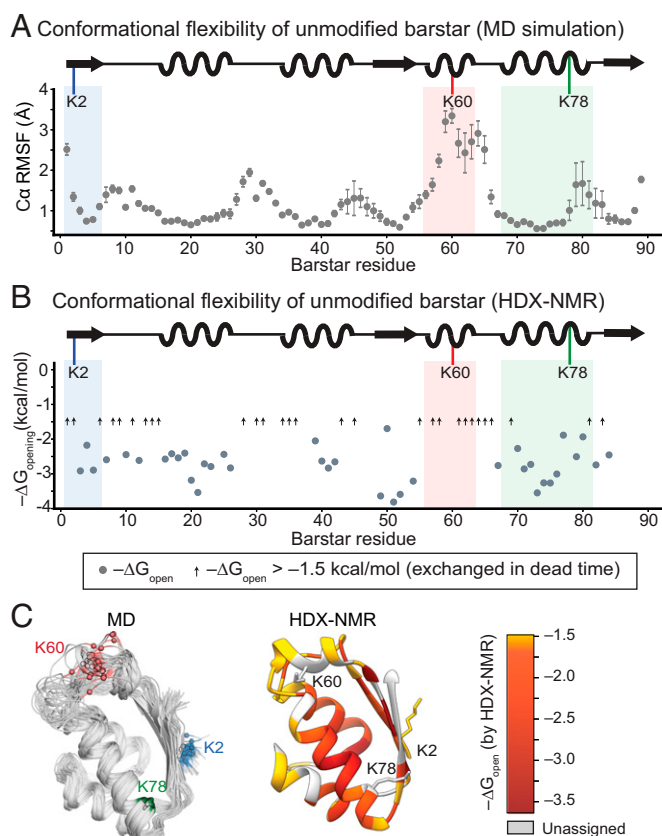 A Conformational flexibility of unmodified barstar (MD simulation)
K2
K60
K78
4
3
2
1
Cα RMSF (Å)
0 10 20 30 40 50 60 70 80 90
Barstar residue
B Conformational flexibility of unmodified barstar (HDX-NMR)
K2
K60
K78
0
−1
−2
−3
−4
−ΔGopening(kcal/mol)
0 10 20 30 40 50 60 70 80 90
Barstar residue
−ΔGopen −ΔGopen > −1.5 kcal/mol (exchanged in dead time)
C MD HDX-NMR
K60
K2
K78
K60
K2
K78
−1.5
−2.0
−2.5
−3.0
−3.5
−ΔGopen (by HDX-NMR)
Unassigned